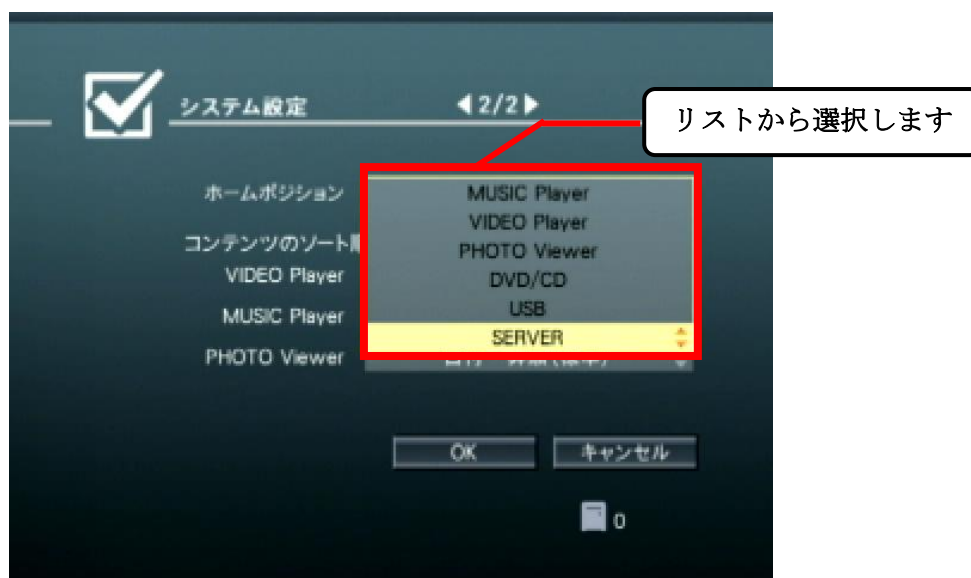 システム設定
◀2/2▶
リストから選択します
ホームポジション
MUSIC Player
VIDEO Player
PHOTO Viewer
DVD/CD
USB
SERVER
コンテンツのソート順
VIDEO Player
MUSIC Player
PHOTO Viewer
OK
キャンセル
0